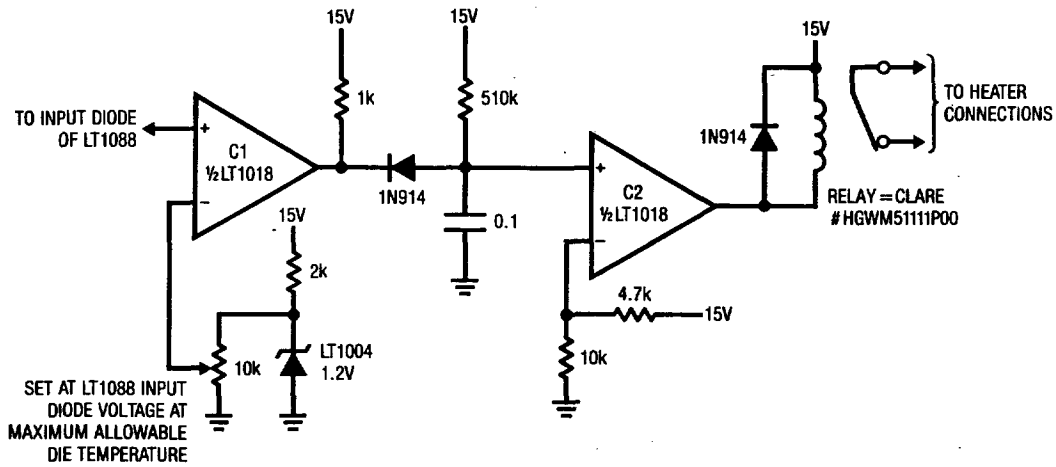 15V
15V
15V
1k
510k
TO INPUT DIODE
OF LT1088
+
C1
½LT1018
–
1N914
+
C2
½LT1018
–
1N914
TO HEATER
CONNECTIONS
RELAY = CLARE
#HGWM51111P00
0.1
15V
2k
4.7k
15V
10k
LT1004
1.2V
10k
SET AT LT1088 INPUT
DIODE VOLTAGE AT
MAXIMUM ALLOWABLE
DIE TEMPERATURE